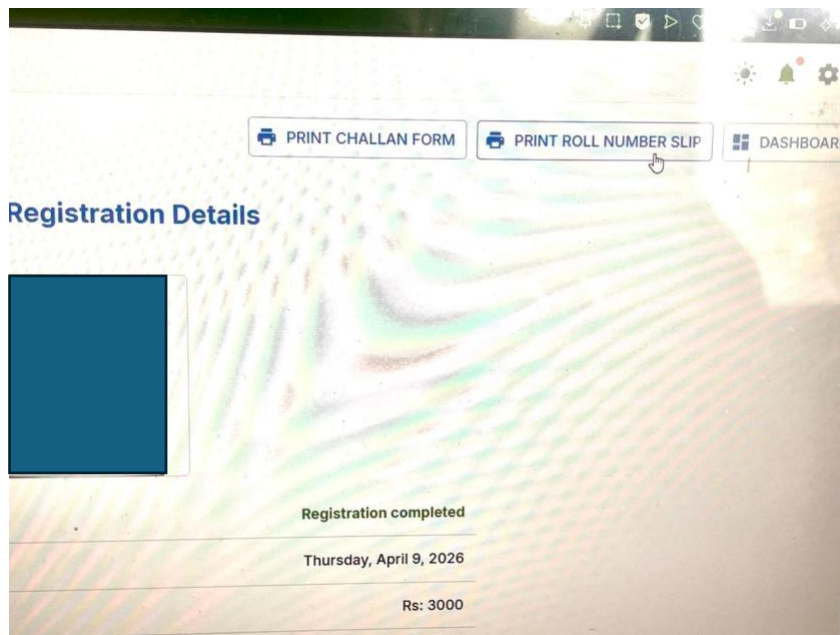 PRINT CHALLAN FORM
PRINT ROLL NUMBER SLIP
DASHBOAR
Registration Details
Registration completed
Thursday, April 9, 2026
Rs: 3000